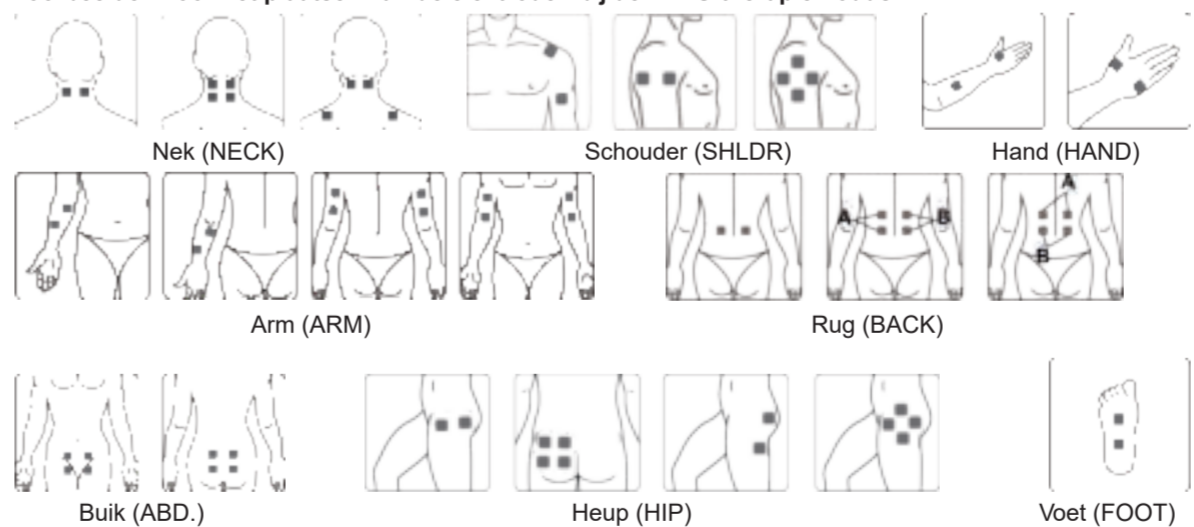 Nek (NECK)
Schouder (SHLDR)
Hand (HAND)
A
A
B
B
Arm (ARM)
Rug (BACK)
Buik (ABD.)
Heup (HIP)
Voet (FOOT)